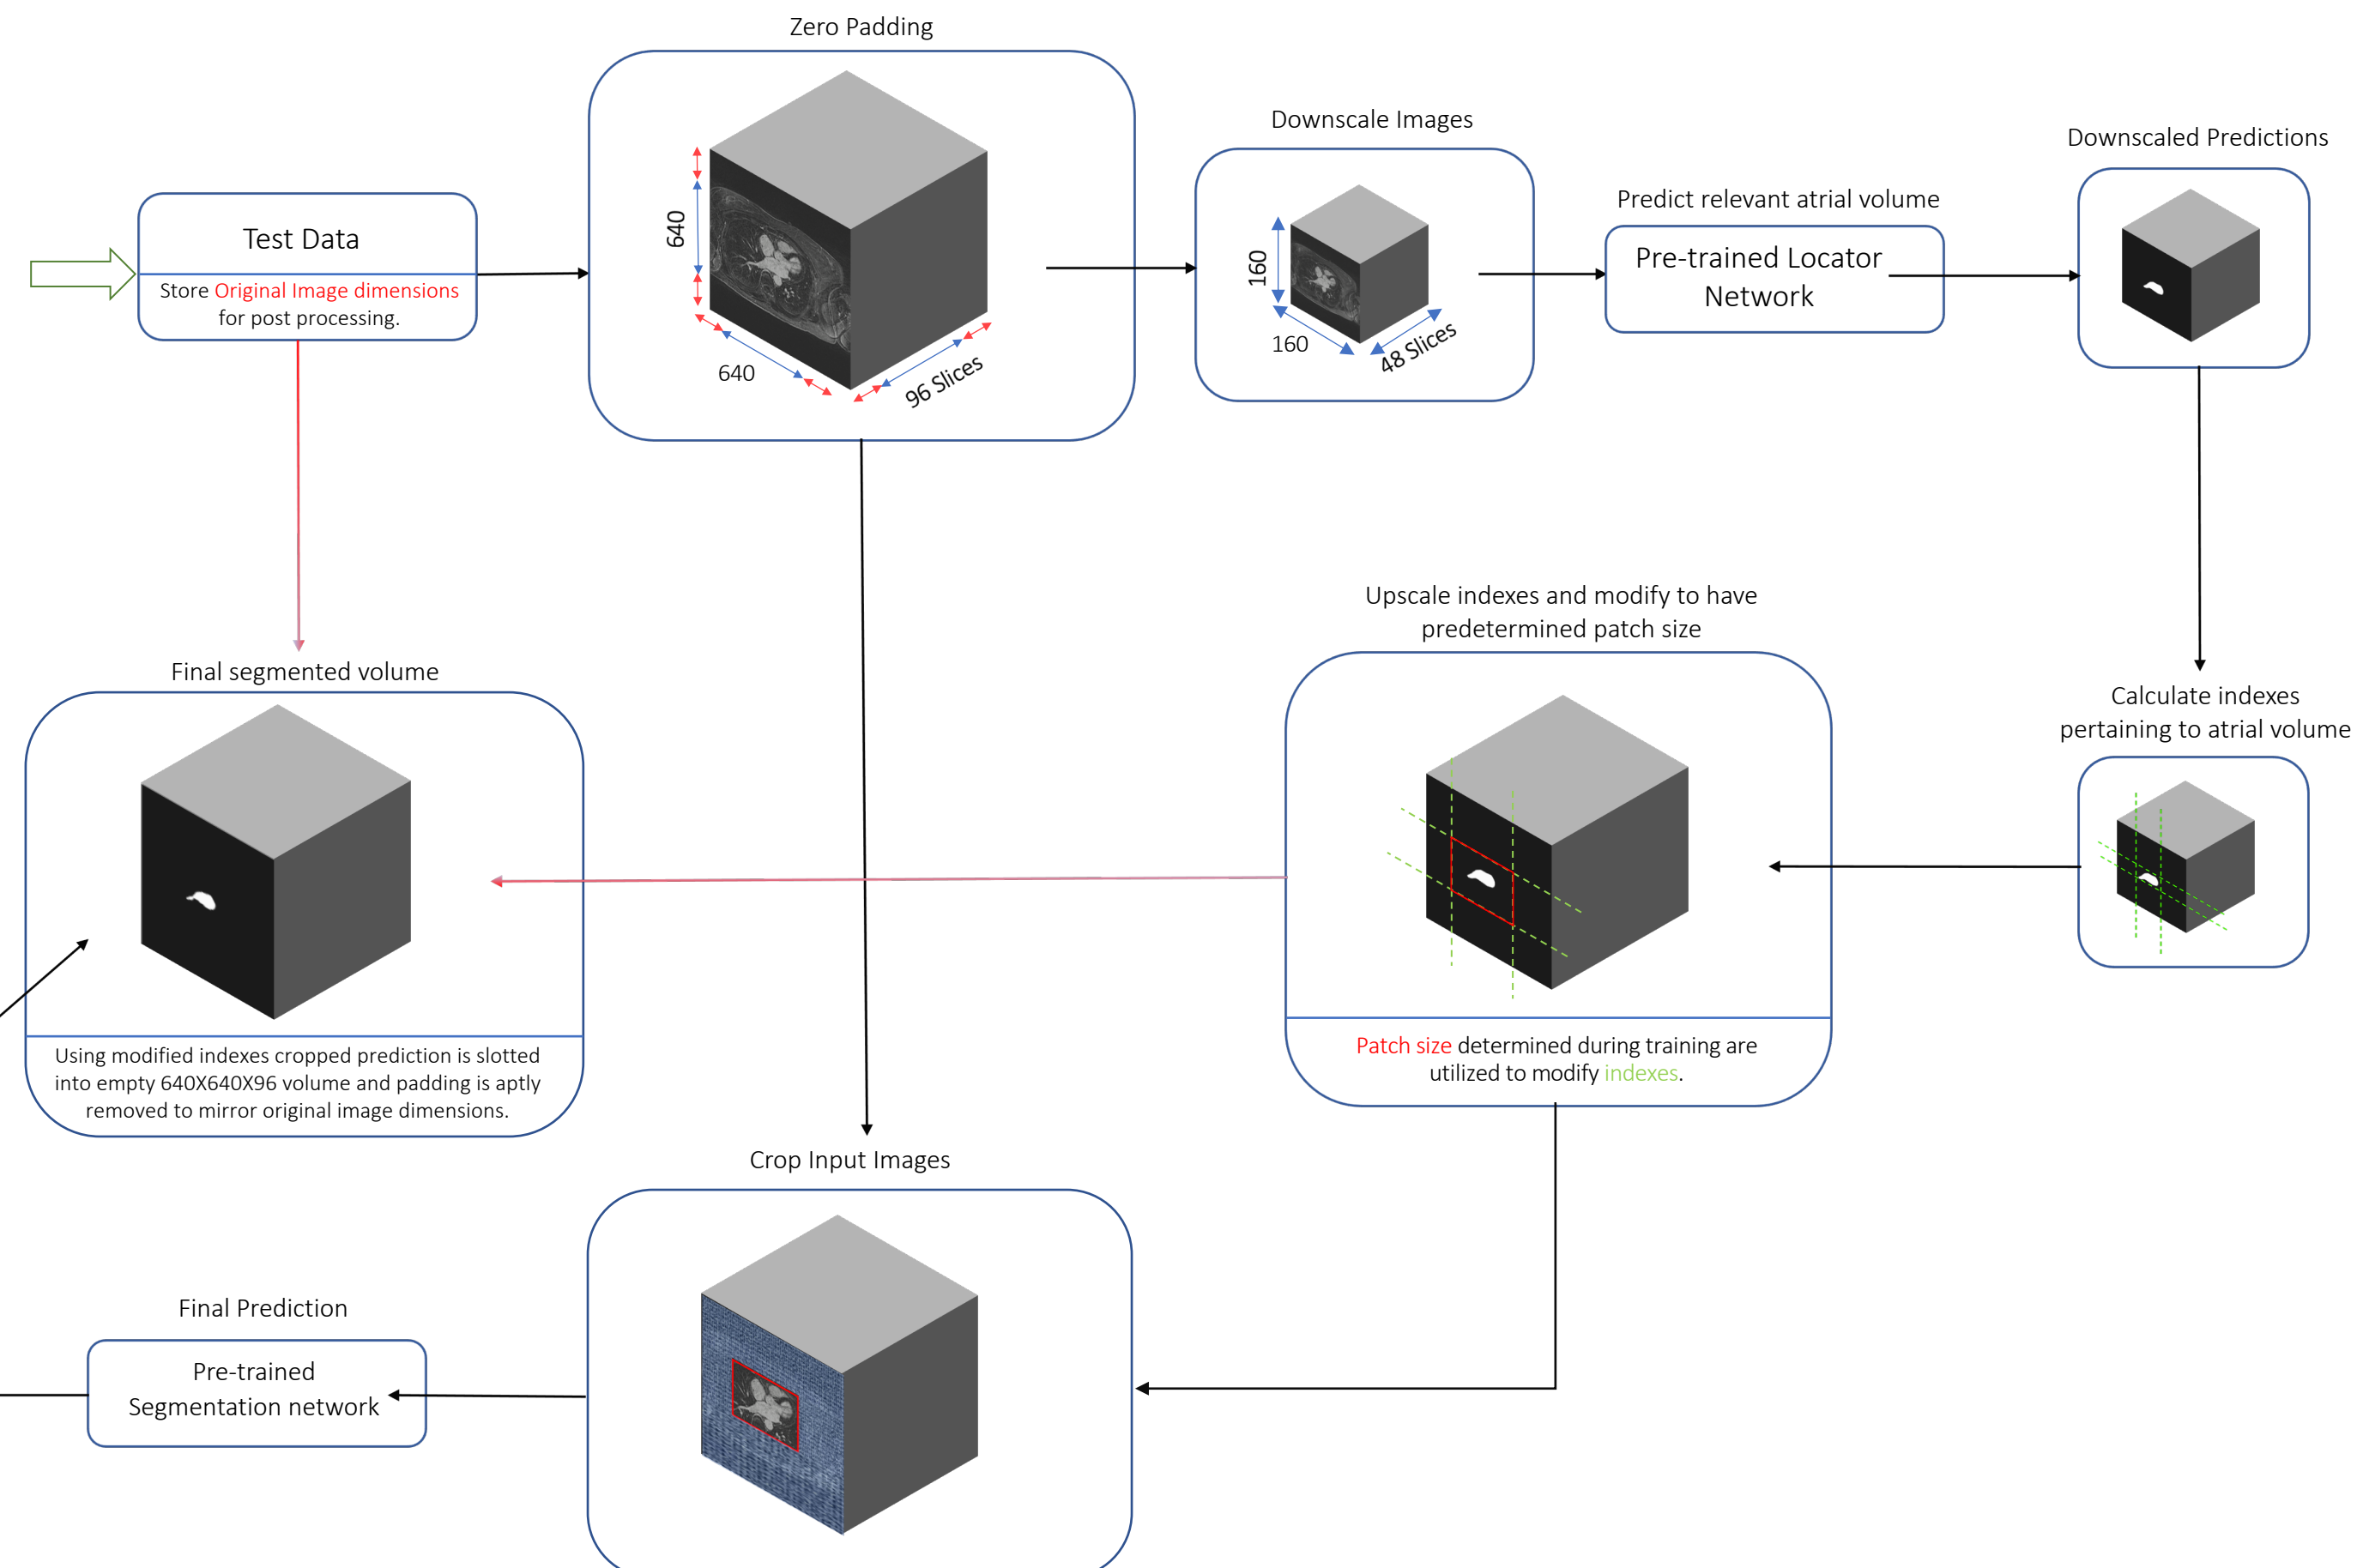 Zero Padding
Downscale Images
Downscaled Predictions
Test Data
Store Original Image dimensions
for post processing.
640
640
96 Slices
160
160
48 Slices
Predict relevant atrial volume
Pre-trained Locator
Network
Upscale indexes and modify to have
predetermined patch size
Final segmented volume
Calculate indexes
pertaining to atrial volume
Using modified indexes cropped prediction is slotted
into empty 640X640X96 volume and padding is aptly
removed to mirror original image dimensions.
Patch size determined during training are
utilized to modify indexes.
Crop Input Images
Final Prediction
Pre-trained
Segmentation network